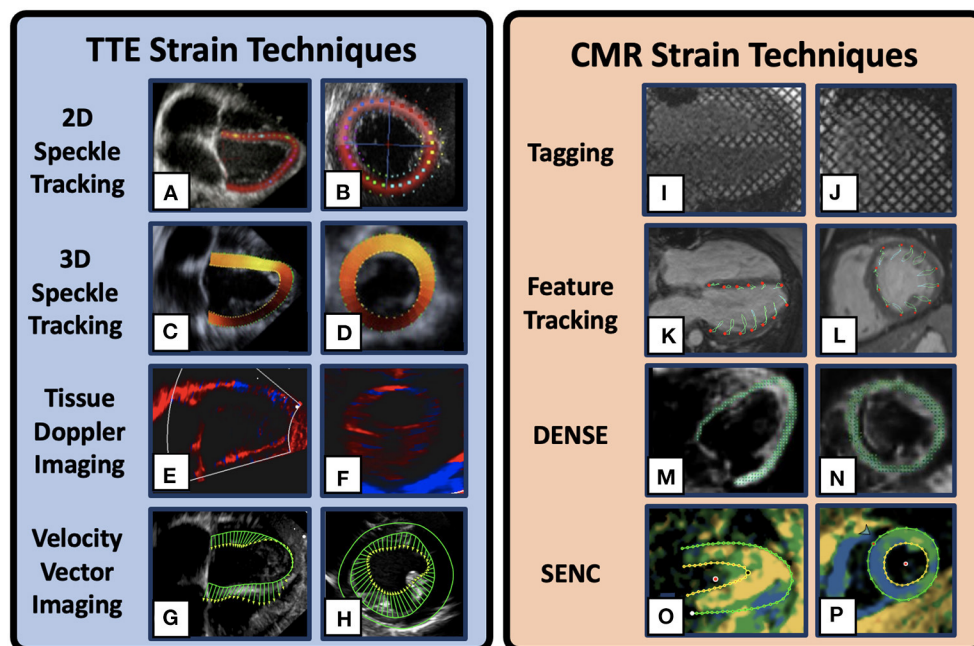 TTE Strain Techniques
2D
Speckle
Tracking
A
B
3D
Speckle
Tracking
C
D
Tissue
Doppler
Imaging
E
F
Velocity
Vector
Imaging
G
H
CMR Strain Techniques
Tagging
I
J
Feature
Tracking
K
L
DENSE
M
N
SENC
O
P